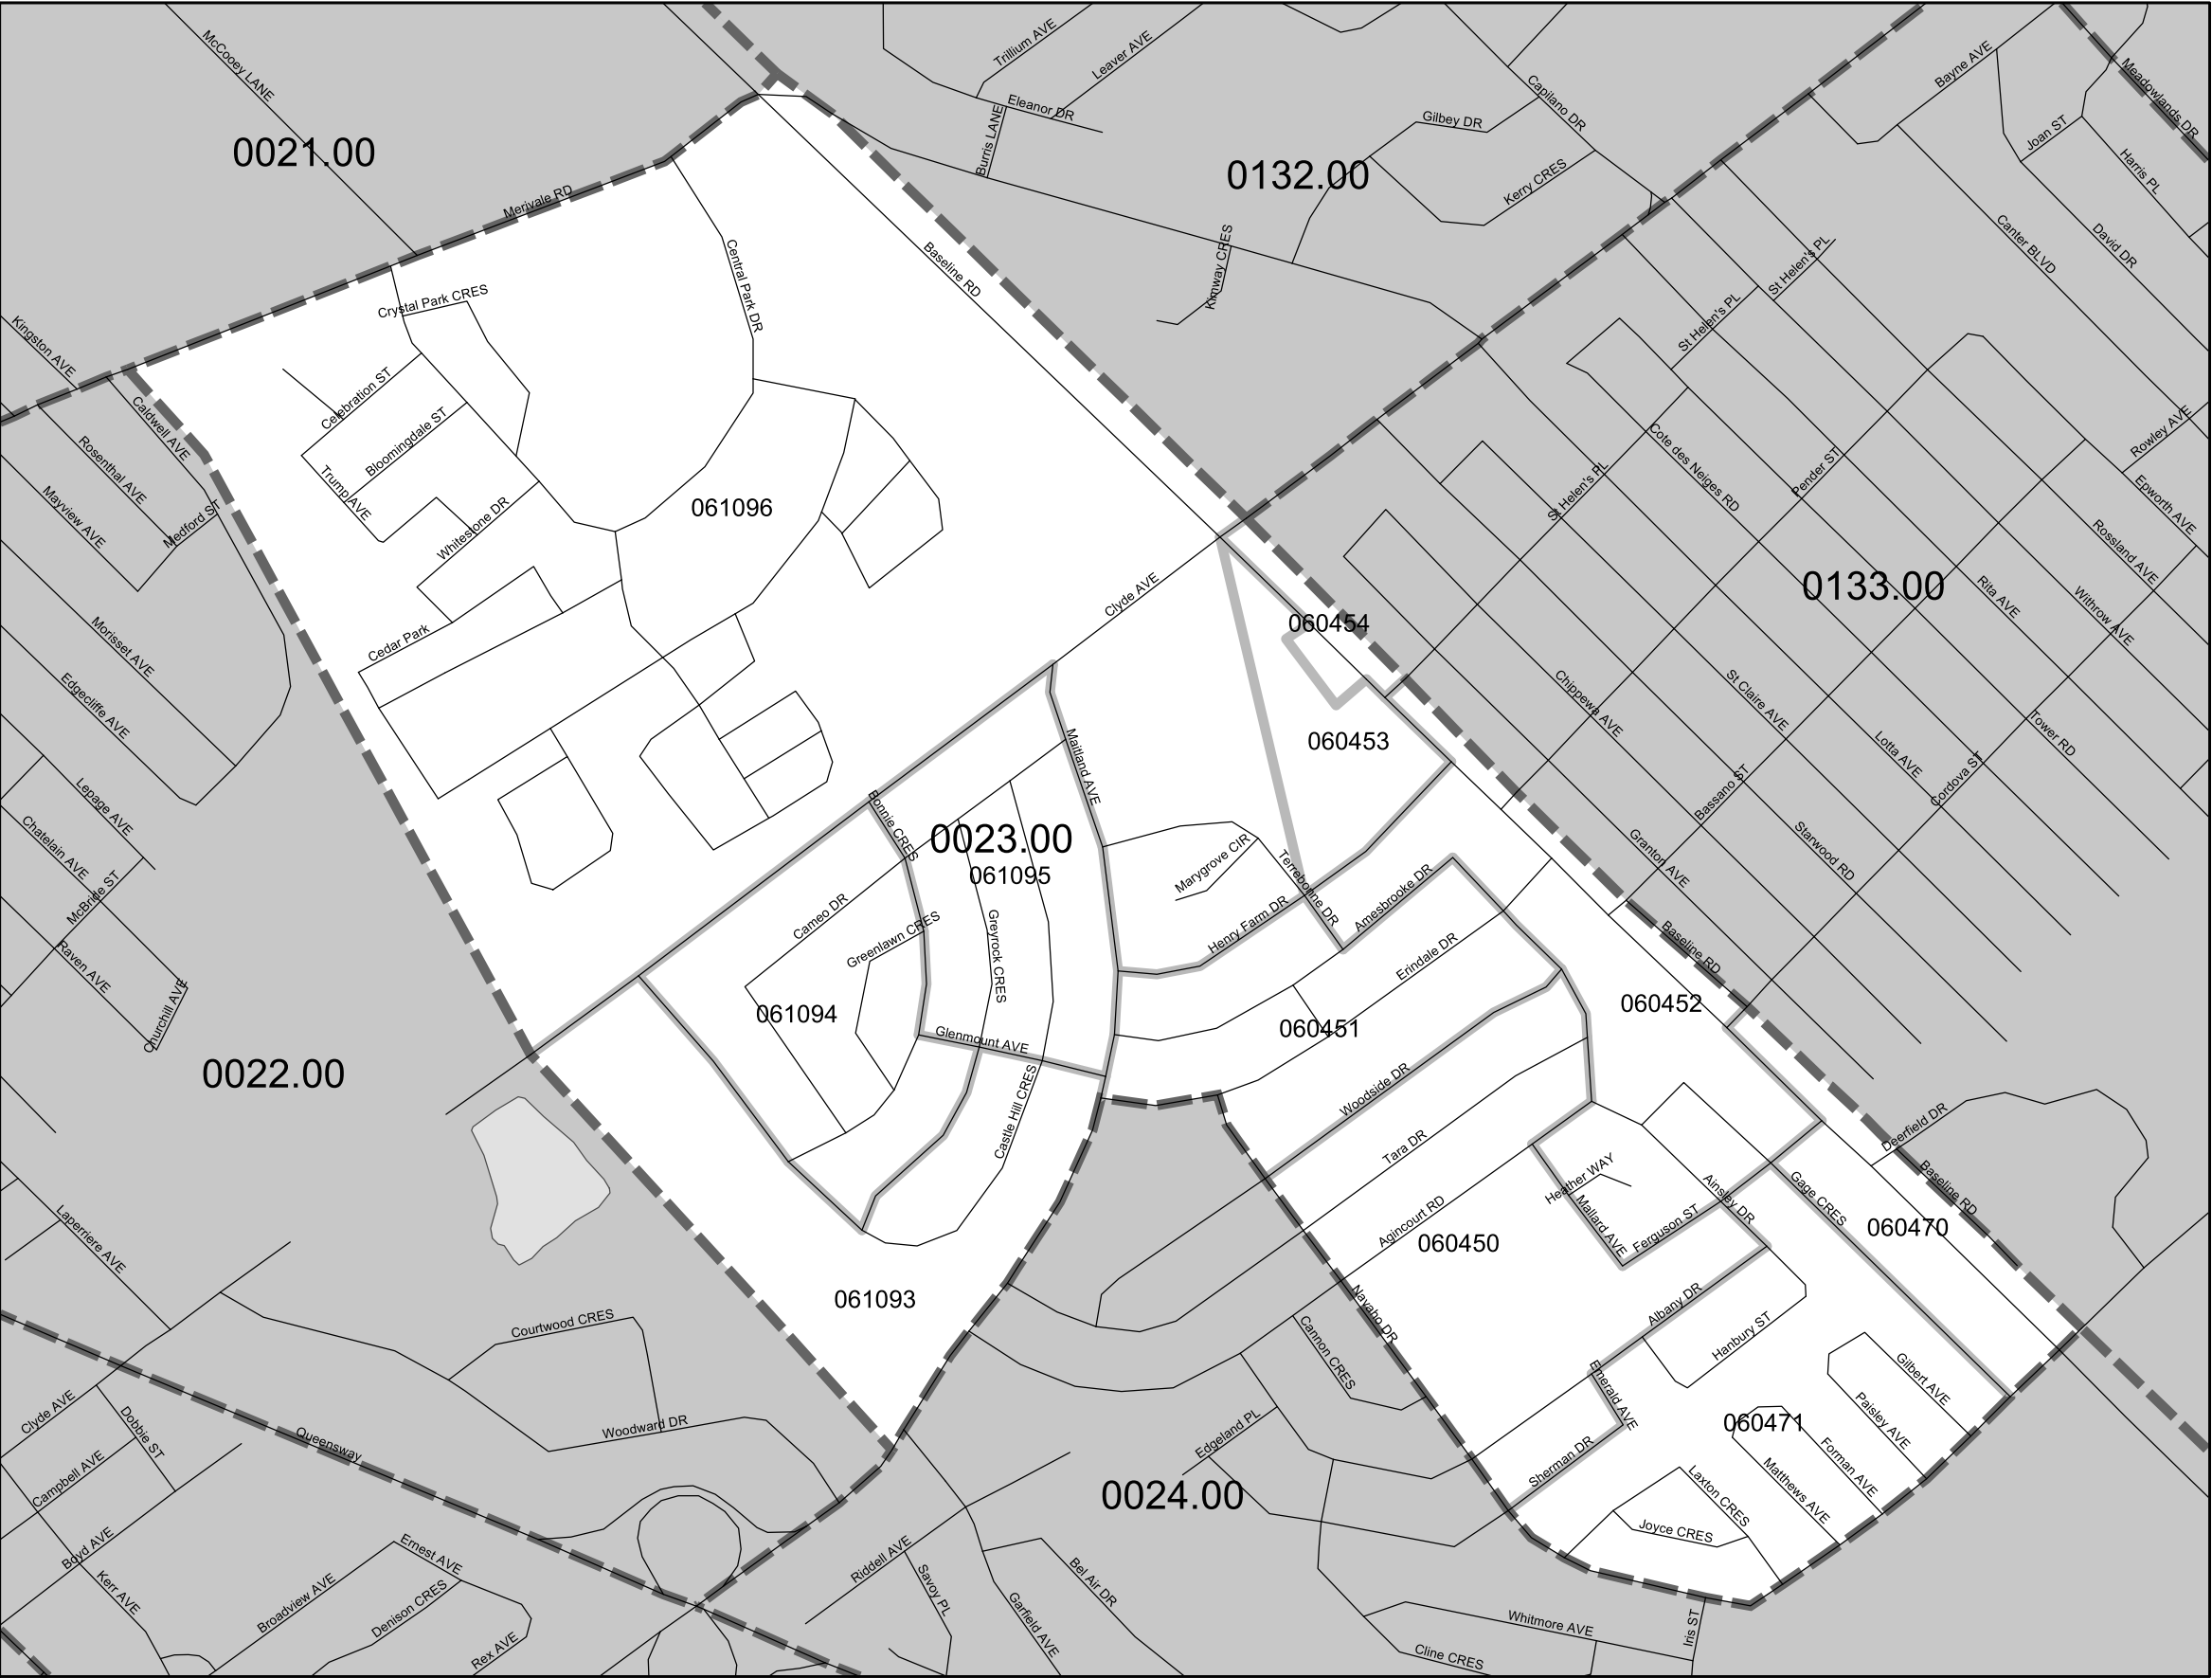 McCooey LANE
Trillium AVE
Leaver AVE
Eleanor DR
Burris LANE
Capilano DR
Gilbey DR
Kerry CRES
Bayne AVE
Meadowlands DR
Joan ST
Harris PL
0021.00
0132.00
Merivale RD
Central Park DR
Baseline RD
Kimway CRES
Canter BLVD
David DR
St Helen's PL
St Helen's PL
Crystal Park CRES
Kingston AVE
Celebration ST
Caldwell AVE
Bloomingdale ST
Rosenthal AVE
Trump AVE
Mayview AVE
Medford ST
Whitestone DR
061096
Cote des Neiges RD
Pender ST
Rowley AVE
St Helen's PL
Epworth AVE
Rossland AVE
0133.00
Rita AVE
Withrow AVE
Clyde AVE
060454
Cedar Park
Morisset AVE
Edgecliffe AVE
Chippewa AVE
St Claire AVE
Tower RD
060453
Lotta AVE
Maitland AVE
Bassano ST
Cordova ST
Lepage AVE
Bonnie CRES
0023.00
061095
Chatelain AVE
McBride ST
Granton AVE
Starwood RD
Marygrove CIR
Terrebonne DR
Amesbrooke DR
Cameo DR
Greenlawn CRES
Greyrock CRES
Henry Farm DR
Erindale DR
Raven AVE
Baseline RD
Churchill AVE
061094
060451
060452
Glenmount AVE
0022.00
Woodside DR
Castle Hill CRES
Tara DR
Deerfield DR
Laperriere AVE
Heather WAY
Mallard AVE
Ainsley DR
Gage CRES
Baseline RD
Agincourt RD
Ferguson ST
060450
060470
061093
Navaho DR
Albany DR
Hanbury ST
Courtwood CRES
Cannon CRES
Emerald AVE
Gilbert AVE
Paisley AVE
Clyde AVE
Dobbie ST
Queensway
Woodward DR
Edgeland PL
060471
Sherman DR
Forman AVE
Matthews AVE
Campbell AVE
0024.00
Laxton CRES
Joyce CRES
Boyd AVE
Ernest AVE
Kerr AVE
Broadview AVE
Denison CRES
Rex AVE
Riddell AVE
Savoy PL
Garfield AVE
Bel Air DR
Whitmore AVE
Iris ST
Cline CRES